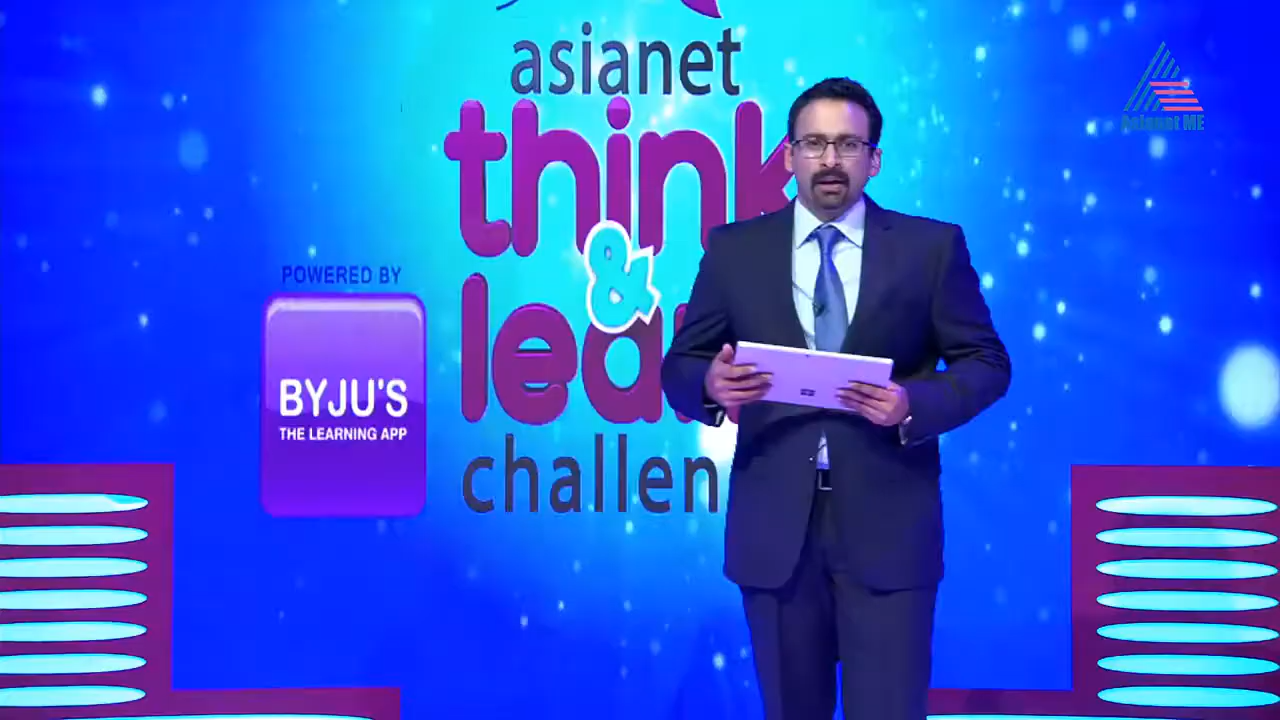 asianet
think
&
lea
challen
POWERED BY
BYJU'S
THE LEARNING APP
Asianet ME